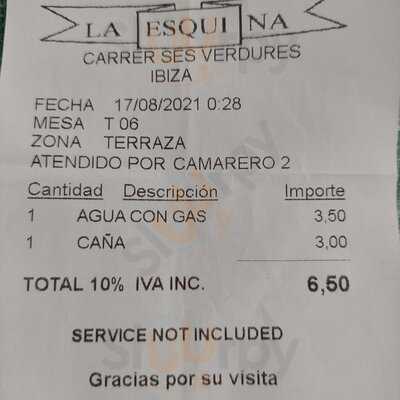 LA ESQUINA
CARRER SES VERDURES
IBIZA
FECHA 17/08/2021 0:28
MESA T 06
ZONA TERRAZA
ATENDIDO POR CAMARERO 2
Cantidad Descripción Importe
1 AGUA CON GAS 3,50
1 CAÑA 3,00
TOTAL 10% IVA INC. 6,50
SERVICE NOT INCLUDED
Gracias por su visita